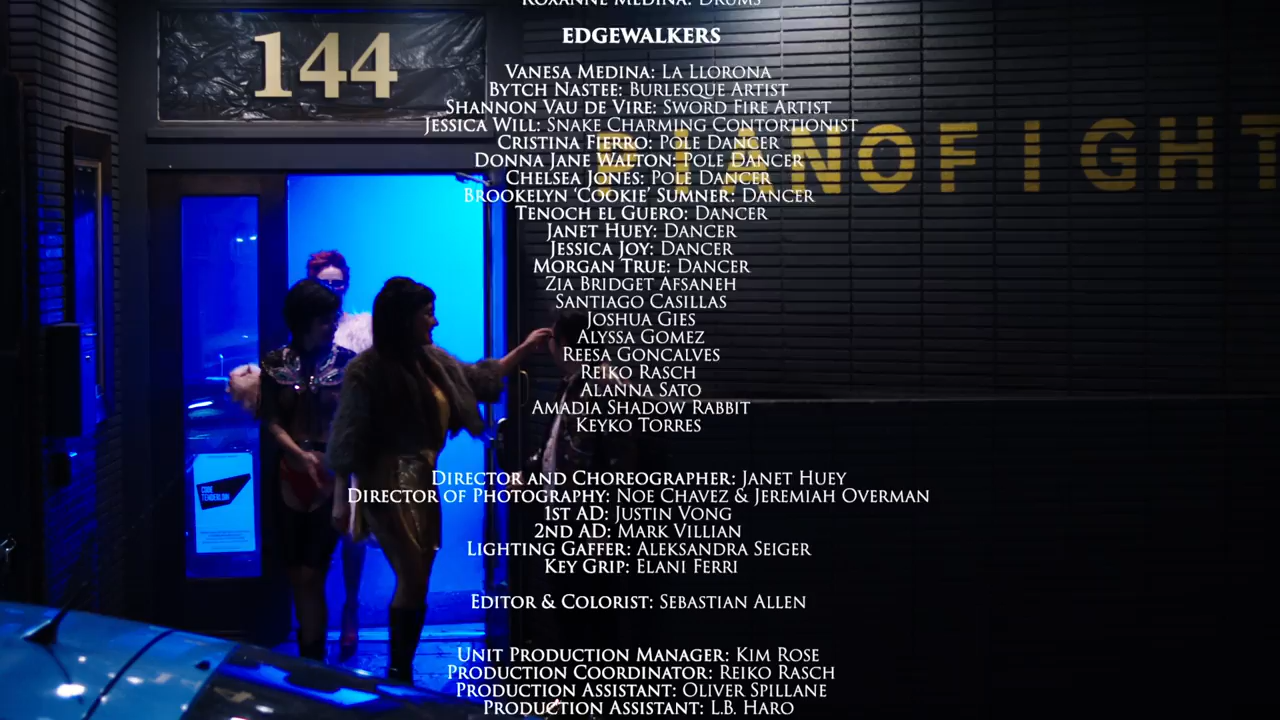 ROXANNE MEDINA: DRUMS
EDGEWALKERS
VANESA MEDINA: LA LLORONA
BYTCH NASTEE: BURLESQUE ARTIST
SHANNON VAU DE VIRE: SWORD FIRE ARTIST
JESSICA WILL: SNAKE CHARMING CONTORTIONIST
CRISTINA FIERRO: POLE DANCER
DONNA JANE WALTON: POLE DANCER
CHELSEA JONES: POLE DANCER
BROOKELYN ‘COOKIE’ SUMNER: DANCER
TENOCH EL GUERO: DANCER
JANET HUEY: DANCER
JESSICA JOY: DANCER
MORGAN TRUE: DANCER
ZIA BRIDGET AFSANEH
SANTIAGO CASILLAS
JOSHUA GIES
ALYSSA GOMEZ
REESA GONCALVES
REIKO RASCH
ALANNA SATO
AMADIA SHADOW RABBIT
KEYKO TORRES
DIRECTOR AND CHOREOGRAPHER: JANET HUEY
DIRECTOR OF PHOTOGRAPHY: NOE CHAVEZ & JEREMIAH OVERMAN
1ST AD: JUSTIN VONG
2ND AD: MARK VILLIAN
LIGHTING GAFFER: ALEKSANDRA SEIGER
KEY GRIP: ELANI FERRI
EDITOR & COLORIST: SEBASTIAN ALLEN
UNIT PRODUCTION MANAGER: KIM ROSE
PRODUCTION COORDINATOR: REIKO RASCH
PRODUCTION ASSISTANT: OLIVER SPILLANE
PRODUCTION ASSISTANT: L.B. HARO
144
PIANOFIGHT
CODE
TENDERLOIN